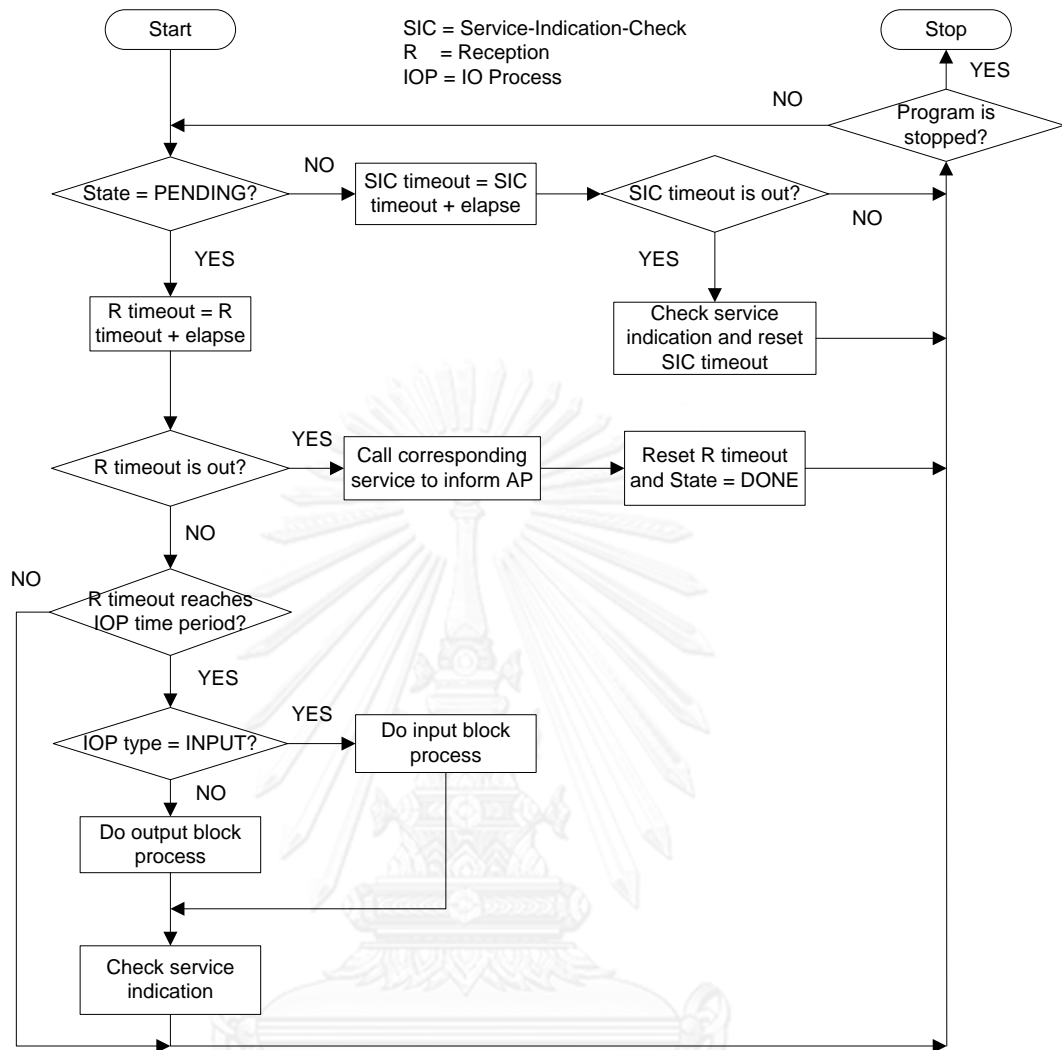 Start
SIC = Service-Indication-Check
R = Reception
IOP = IO Process
Stop
YES
NO
Program is
stopped?
State = PENDING?
NO
SIC timeout = SIC
timeout + elapse
SIC timeout is out?
NO
YES
YES
R timeout = R
timeout + elapse
Check service
indication and reset
SIC timeout
R timeout is out?
YES
Call corresponding
service to inform AP
Reset R timeout
and State = DONE
NO
NO
R timeout reaches
IOP time period?
YES
IOP type = INPUT?
YES
Do input block
process
NO
Do output block
process
Check service
indication